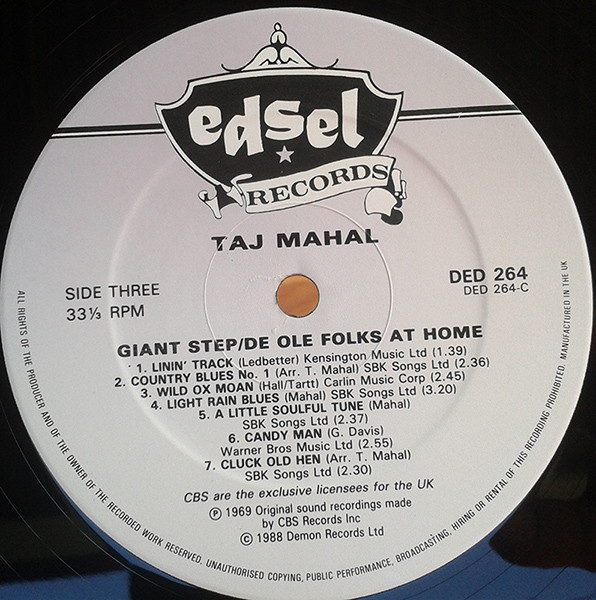 edsel
RECORDS
TAJ MAHAL
SIDE THREE
33⅓ RPM
DED 264
DED 264-C
GIANT STEP/DE OLE FOLKS AT HOME
1. LININ' TRACK (Ledbetter) Kensington Music Ltd (1.39)
2. COUNTRY BLUES No. 1 (Arr. T. Mahal) SBK Songs Ltd (2.36)
3. WILD OX MOAN (Hall/Tartt) Carlin Music Corp (2.45)
4. LIGHT RAIN BLUES (Mahal) SBK Songs Ltd (3.20)
5. A LITTLE SOULFUL TUNE (Mahal)
SBK Songs Ltd (2.37)
6. CANDY MAN (G. Davis)
Warner Bros Music Ltd (2.55)
7. CLUCK OLD HEN (Arr. T. Mahal)
SBK Songs Ltd (2.30)
CBS are the exclusive licensees for the UK
℗ 1969 Original sound recordings made
by CBS Records Inc
© 1988 Demon Records Ltd
ALL RIGHTS OF THE PRODUCER AND OF THE OWNER OF THE RECORDED WORK RESERVED. UNAUTHORISED COPYING, PUBLIC PERFORMANCE, BROADCASTING, HIRING OR RENTAL OF THIS RECORDING PROHIBITED. MANUFACTURED IN THE UK